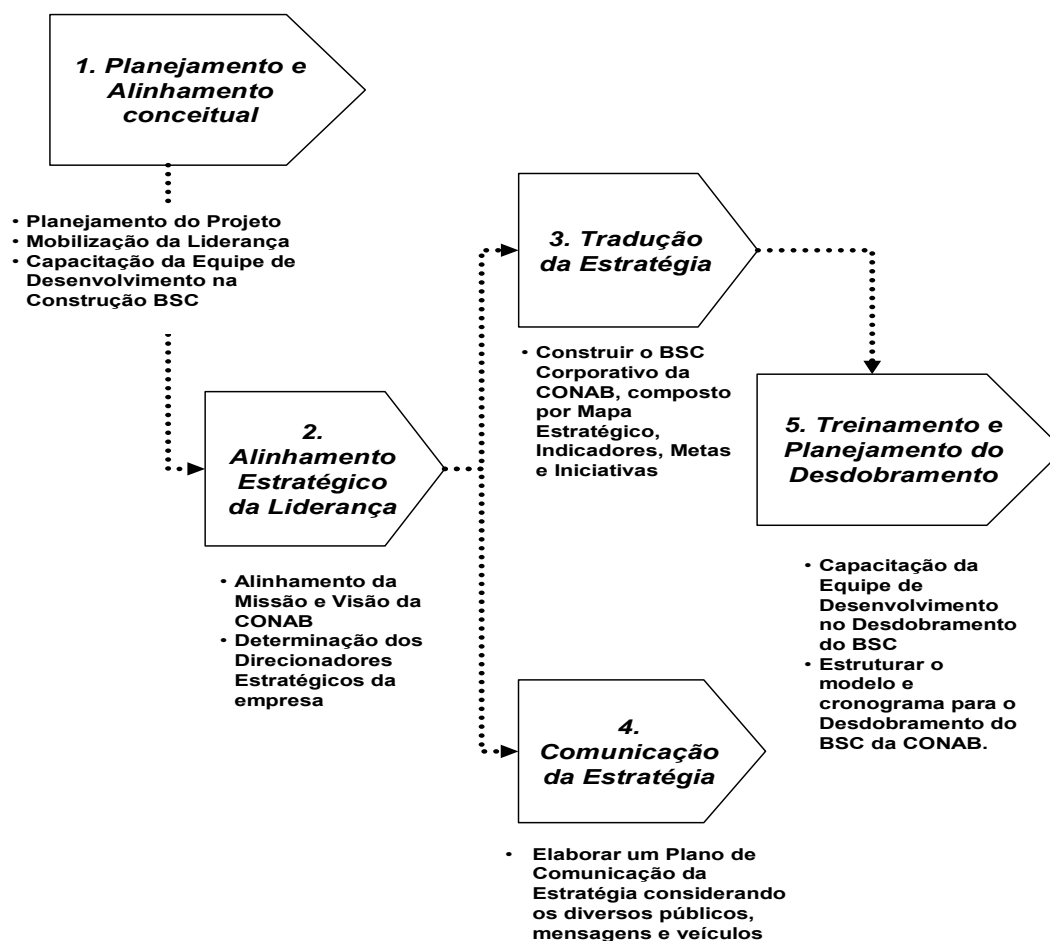 1. Planejamento e
Alinhamento
conceitual
• Planejamento do Projeto
• Mobilização da Liderança
• Capacitação da Equipe de
Desenvolvimento na
Construção BSC
2.
Alinhamento
Estratégico
da Liderança
• Alinhamento da
Missão e Visão da
CONAB
• Determinação dos
Direcionadores
Estratégicos da
empresa
3. Tradução
da Estratégia
• Construir o BSC
Corporativo da
CONAB, composto
por Mapa
Estratégico,
Indicadores, Metas
e Iniciativas
4.
Comunicação
da Estratégia
• Elaborar um Plano de
Comunicação da
Estratégia considerando
os diversos públicos,
mensagens e veículos
5. Treinamento e
Planejamento do
Desdobramento
• Capacitação da
Equipe de
Desenvolvimento
no Desdobramento
do BSC
• Estruturar o
modelo e
cronograma para o
Desdobramento do
BSC da CONAB.